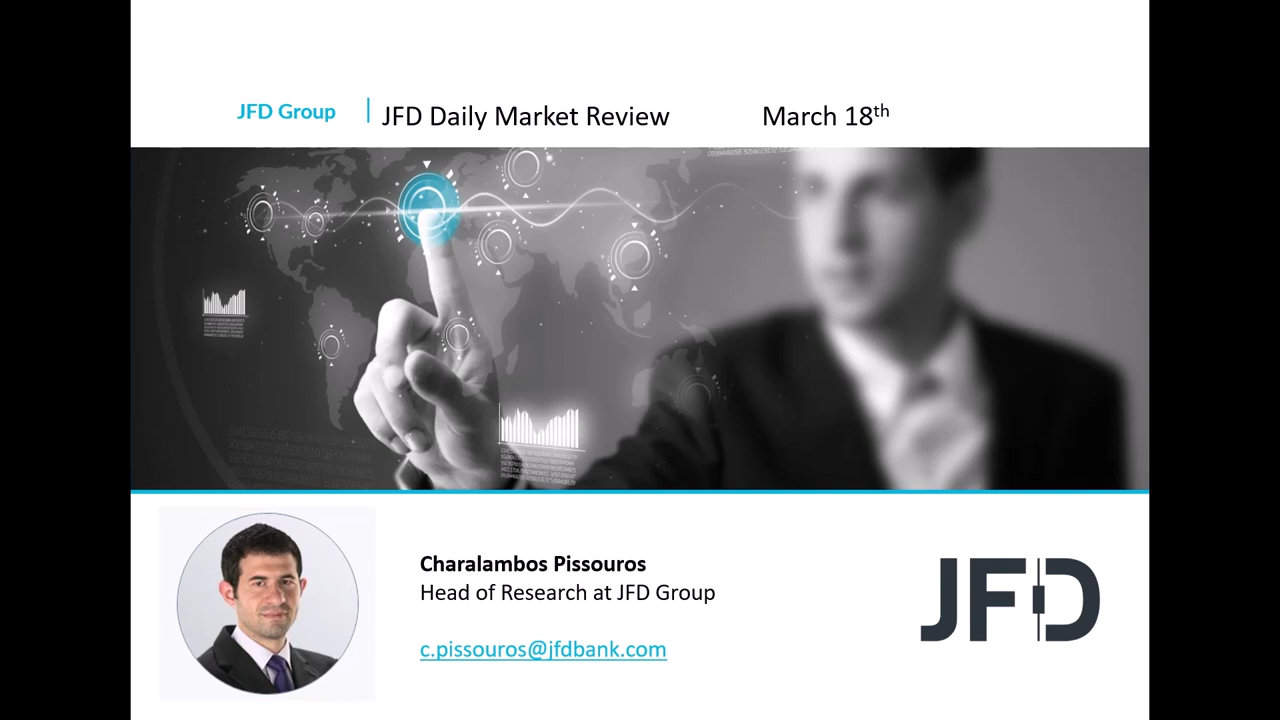 JFD Group JFD Daily Market Review March 18th
Charalambos Pissouros
Head of Research at JFD Group
c.pissouros@jfdbank.com
JFD